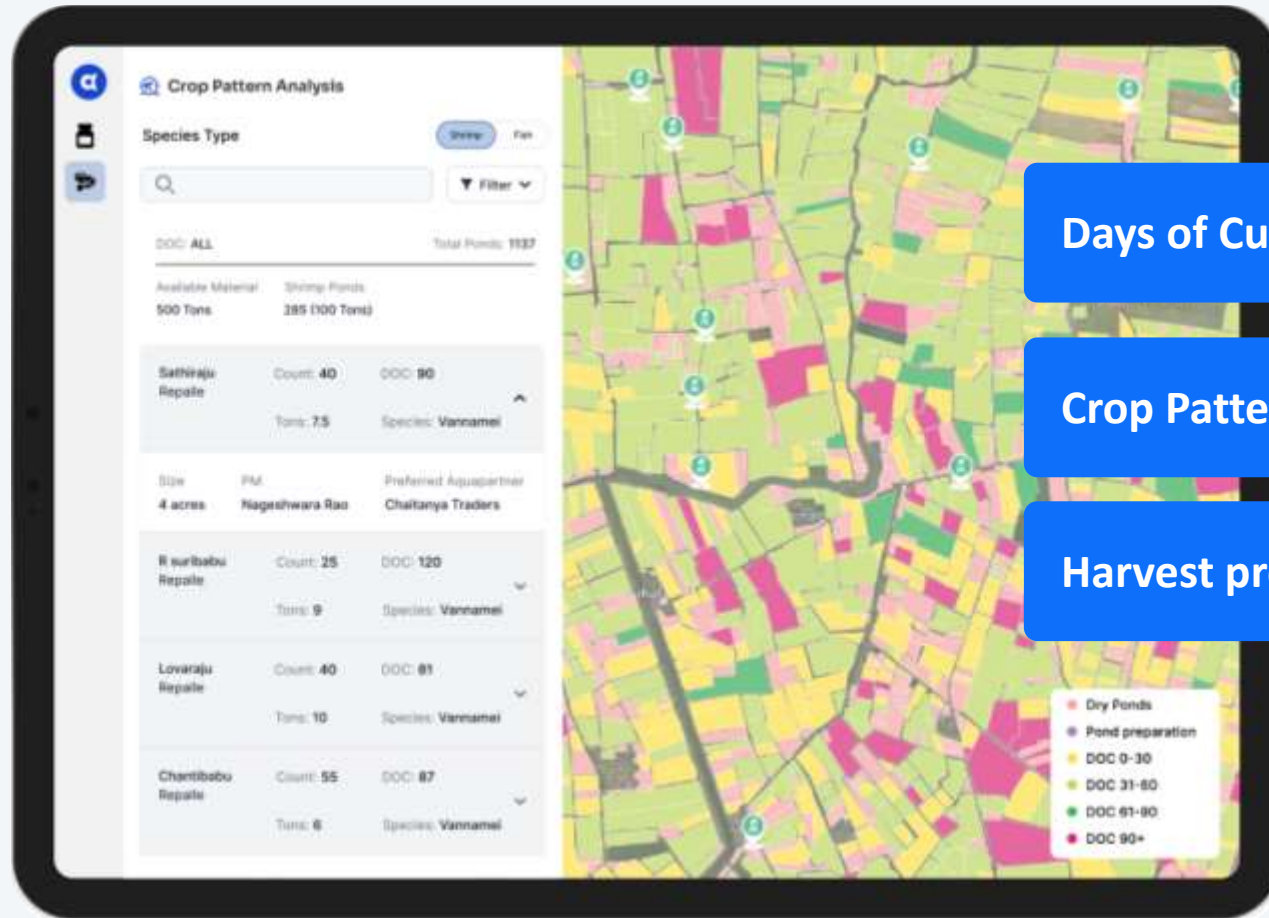 Crop Pattern Analysis
Species Type
Shrimp Fish
Filter
DOC: ALL Total Ponds: 1137
Available Material Shrimp Ponds
500 Tons 285 (100 Tons)
Sathiraju Count: 40 DOC: 90
Repalle
Tons: 7.5 Species: Vannamei
Size PM Preferred Aquapartner
4 acres Nageshwara Rao Chaitanya Traders
R suribabu Count: 25 DOC: 120
Repalle
Tons: 9 Species: Vannamei
Lovaraju Count: 40 DOC: 81
Repalle
Tons: 10 Species: Vannamei
Chantibabu Count: 55 DOC: 87
Repalle
Tons: 6 Species: Vannamei
Days of Cu
Crop Patte
Harvest pr
Dry Ponds
Pond preparation
DOC 0-30
DOC 31-60
DOC 61-90
DOC 90+